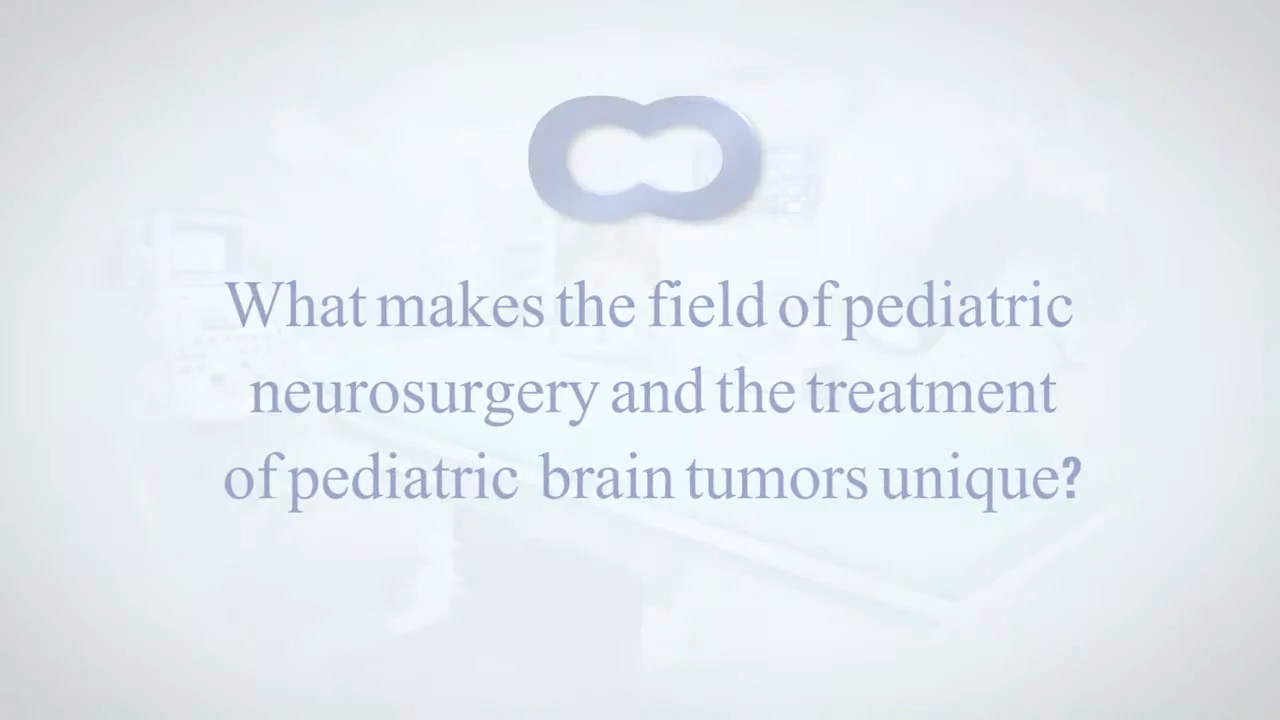 What makes the field of pediatric
neurosurgery and the treatment
of pediatric brain tumors unique?